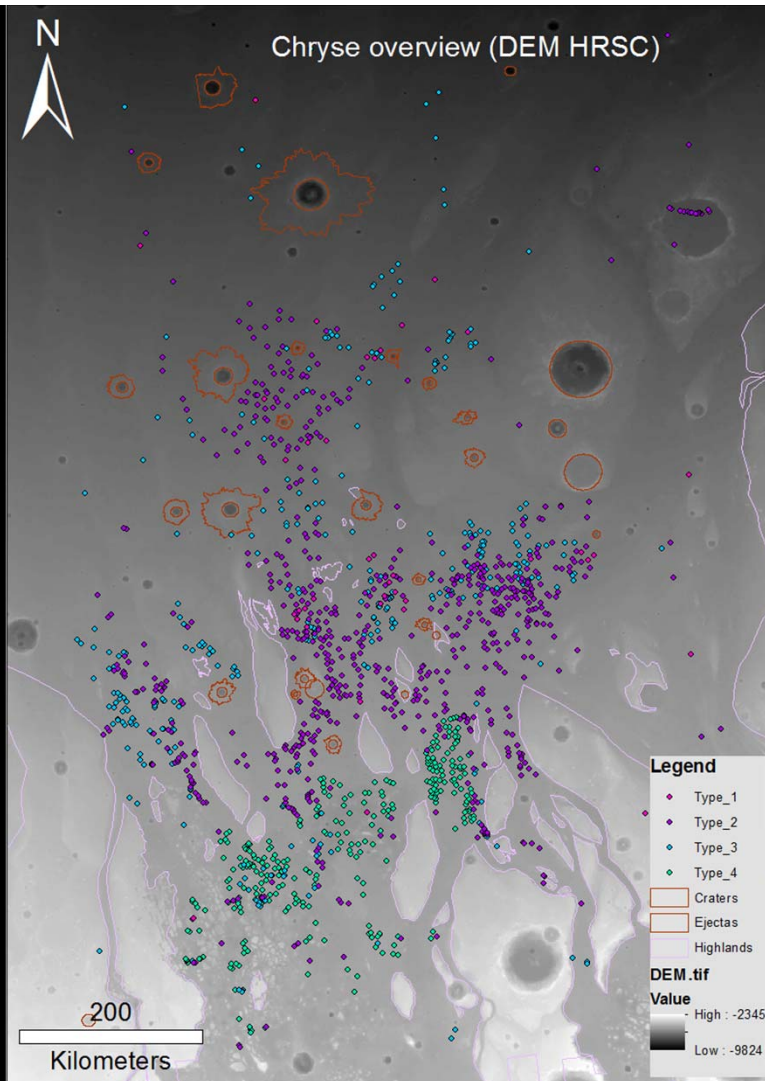 N
Chryse overview (DEM HRSC)
Legend
Type_1
Type_2
Type_3
Type_4
Craters
Ejectas
Highlands
DEM.tif
Value
High : -2345
Low : -9824
200
Kilometers